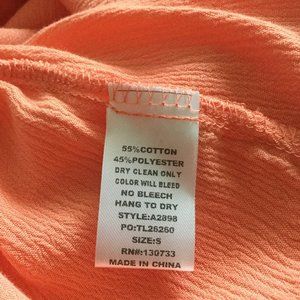 55%COTTON
45%POLYESTER
DRY CLEAN ONLY
COLOR WILL BLEED
NO BLEECH
HANG TO DRY
STYLE:A2898
PO:TL26260
SIZE:S
RN#:130733
MADE IN CHINA